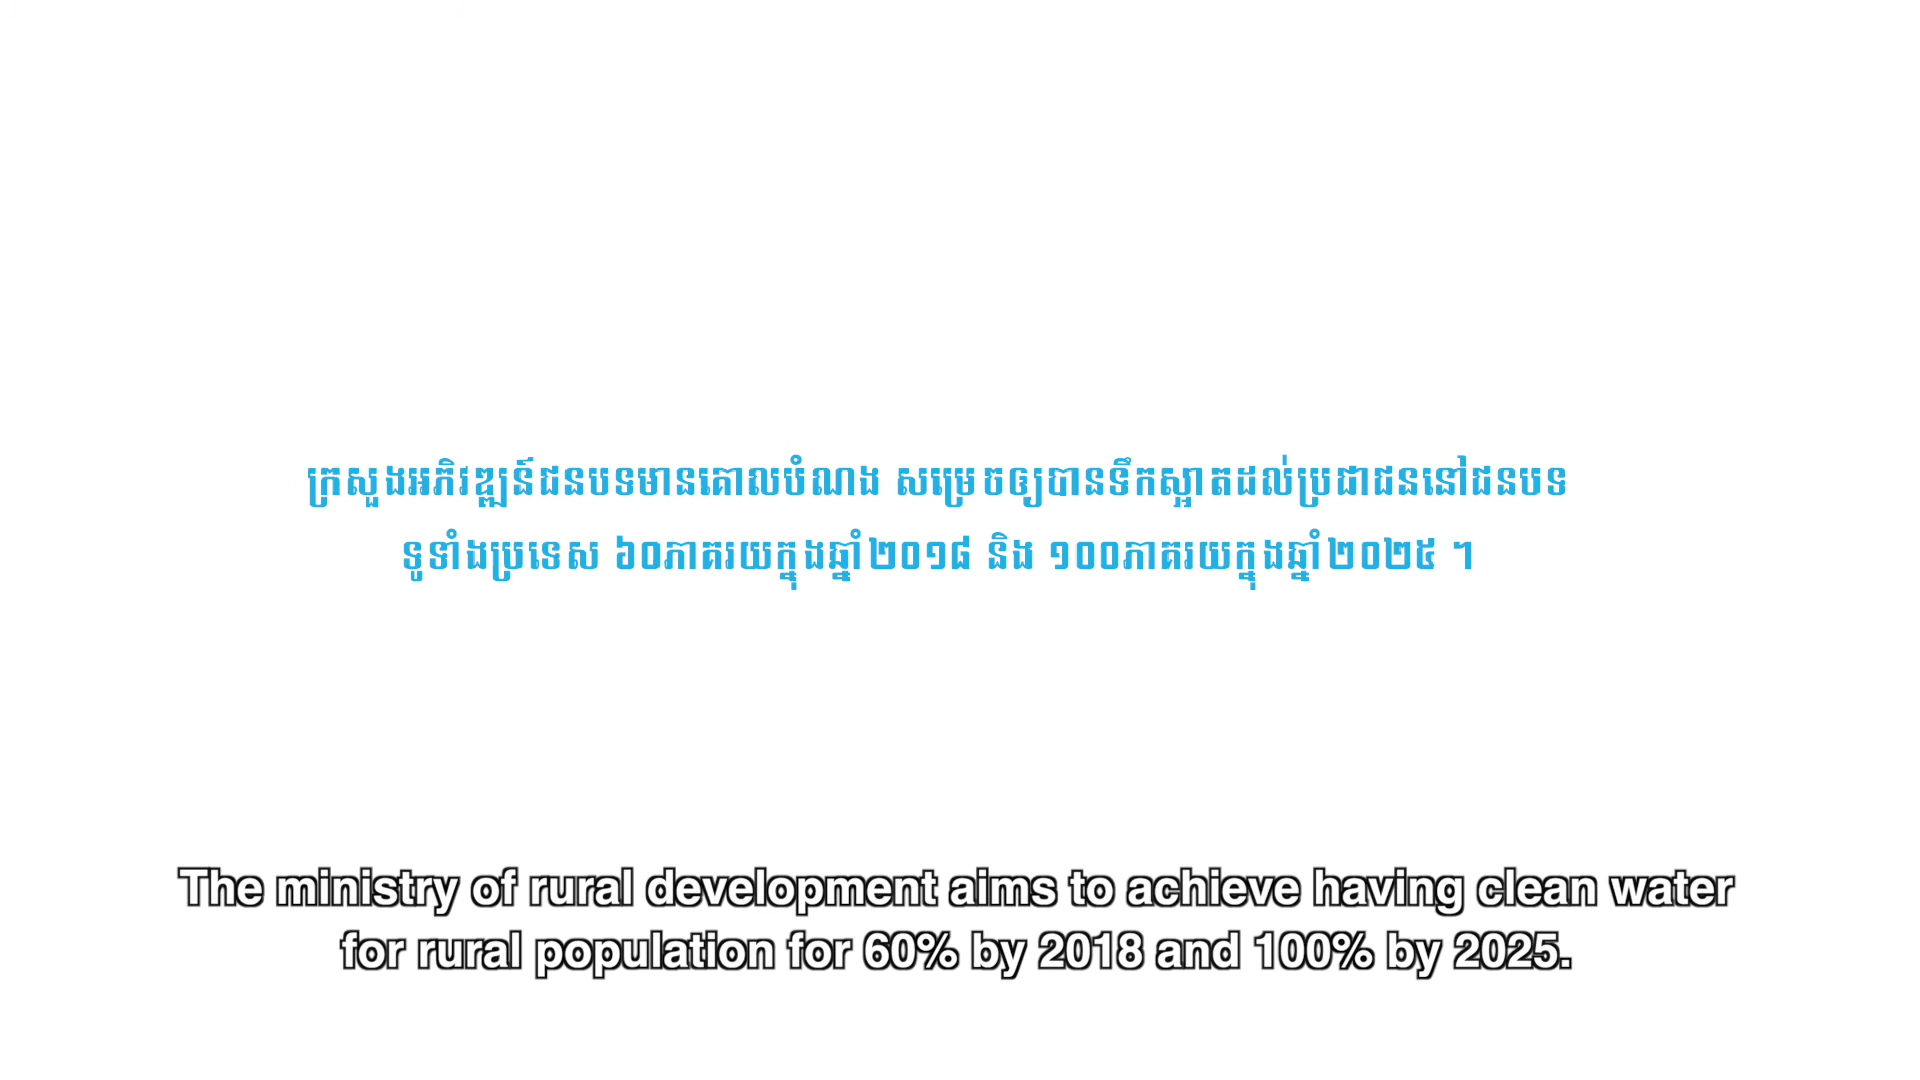 ក្រសួងអភិវឌ្ឍន៍ជនបទមានគោលបំណង សម្រេចឲ្យបានទឹកស្អាតដល់ប្រជាជននៅជនបទ
ទូទាំងប្រទេស ៦០ភាគរយក្នុងឆ្នាំ២០១៨ និង ១០០ភាគរយក្នុងឆ្នាំ២០២៥ ។
The ministry of rural development aims to achieve having clean water
for rural population for 60% by 2018 and 100% by 2025.